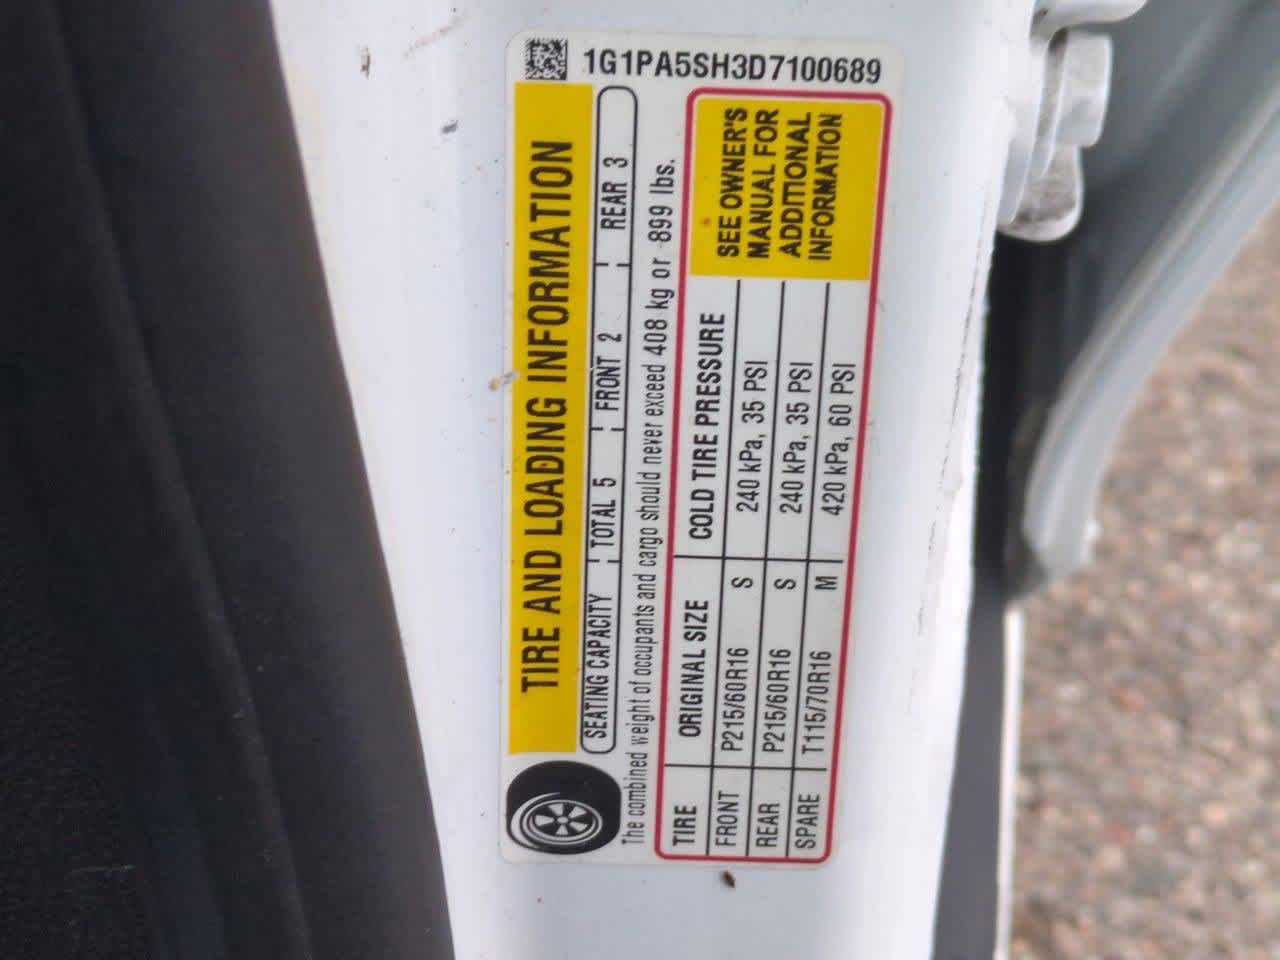 1G1PA5SH3D7100689
TIRE AND LOADING INFORMATION
SEATING CAPACITY TOTAL 5 FRONT 2 REAR 3
The combined weight of occupants and cargo should never exceed 408 kg or 899 lbs.
TIRE ORIGINAL SIZE COLD TIRE PRESSURE
FRONT P215/60R16 S 240 kPa, 35 PSI
REAR P215/60R16 S 240 kPa, 35 PSI
SPARE T115/70R16 M 420 kPa, 60 PSI
SEE OWNER'S
MANUAL FOR
ADDITIONAL
INFORMATION